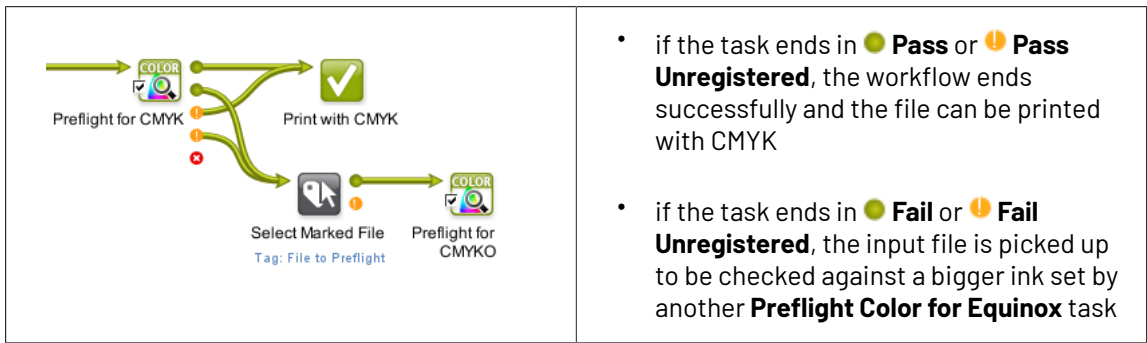 COLOR
Preflight for CMYK
Print with CMYK
COLOR
Select Marked File
Tag: File to Preflight
Preflight for
CMYKO
• if the task ends in Pass or Pass
Unregistered, the workflow ends
successfully and the file can be printed
with CMYK
• if the task ends in Fail or Fail
Unregistered, the input file is picked up
to be checked against a bigger ink set by
another Preflight Color for Equinox task